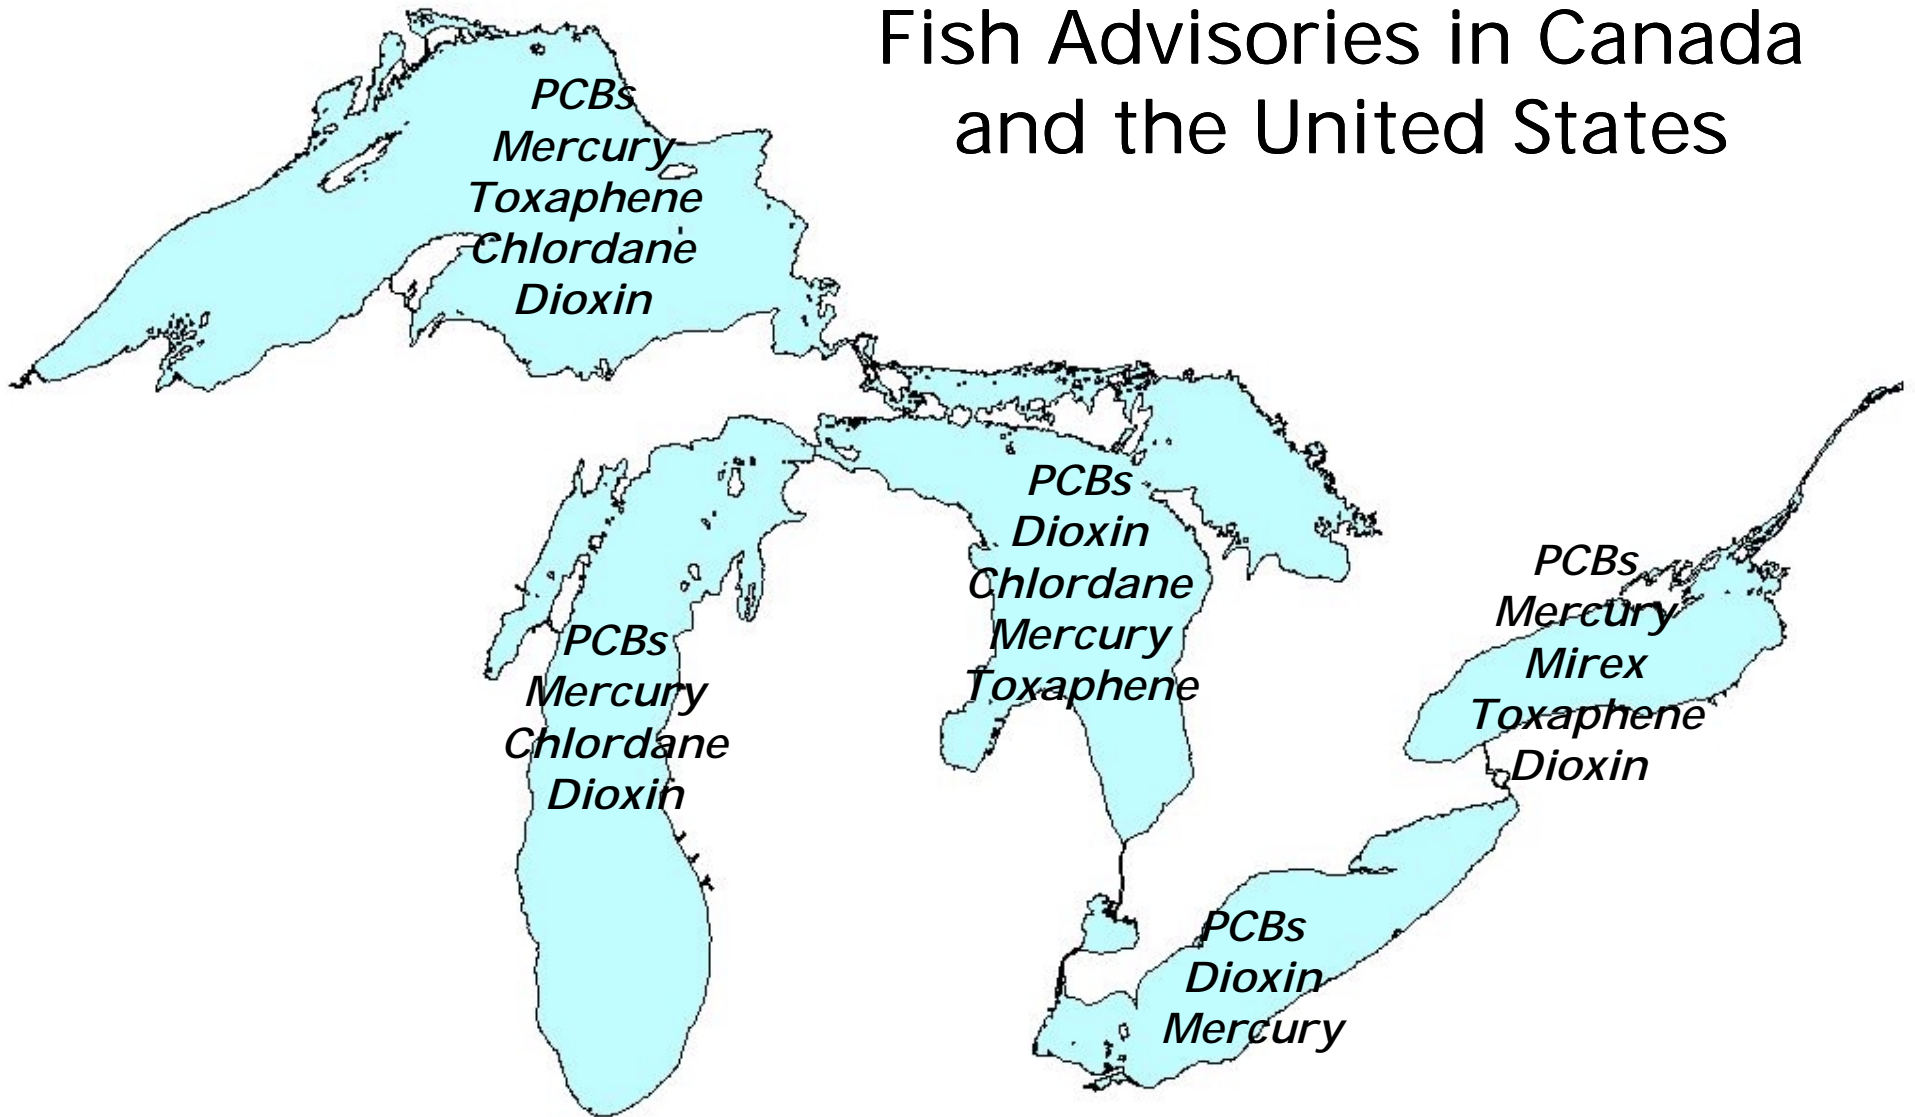 Fish Advisories in Canada
and the United States
PCBs
Mercury
Toxaphene
Chlordane
Dioxin
PCBs
Mercury
Chlordane
Dioxin
PCBs
Dioxin
Chlordane
Mercury
Toxaphene
PCBs
Mercury
Mirex
Toxaphene
Dioxin
PCBs
Dioxin
Mercury